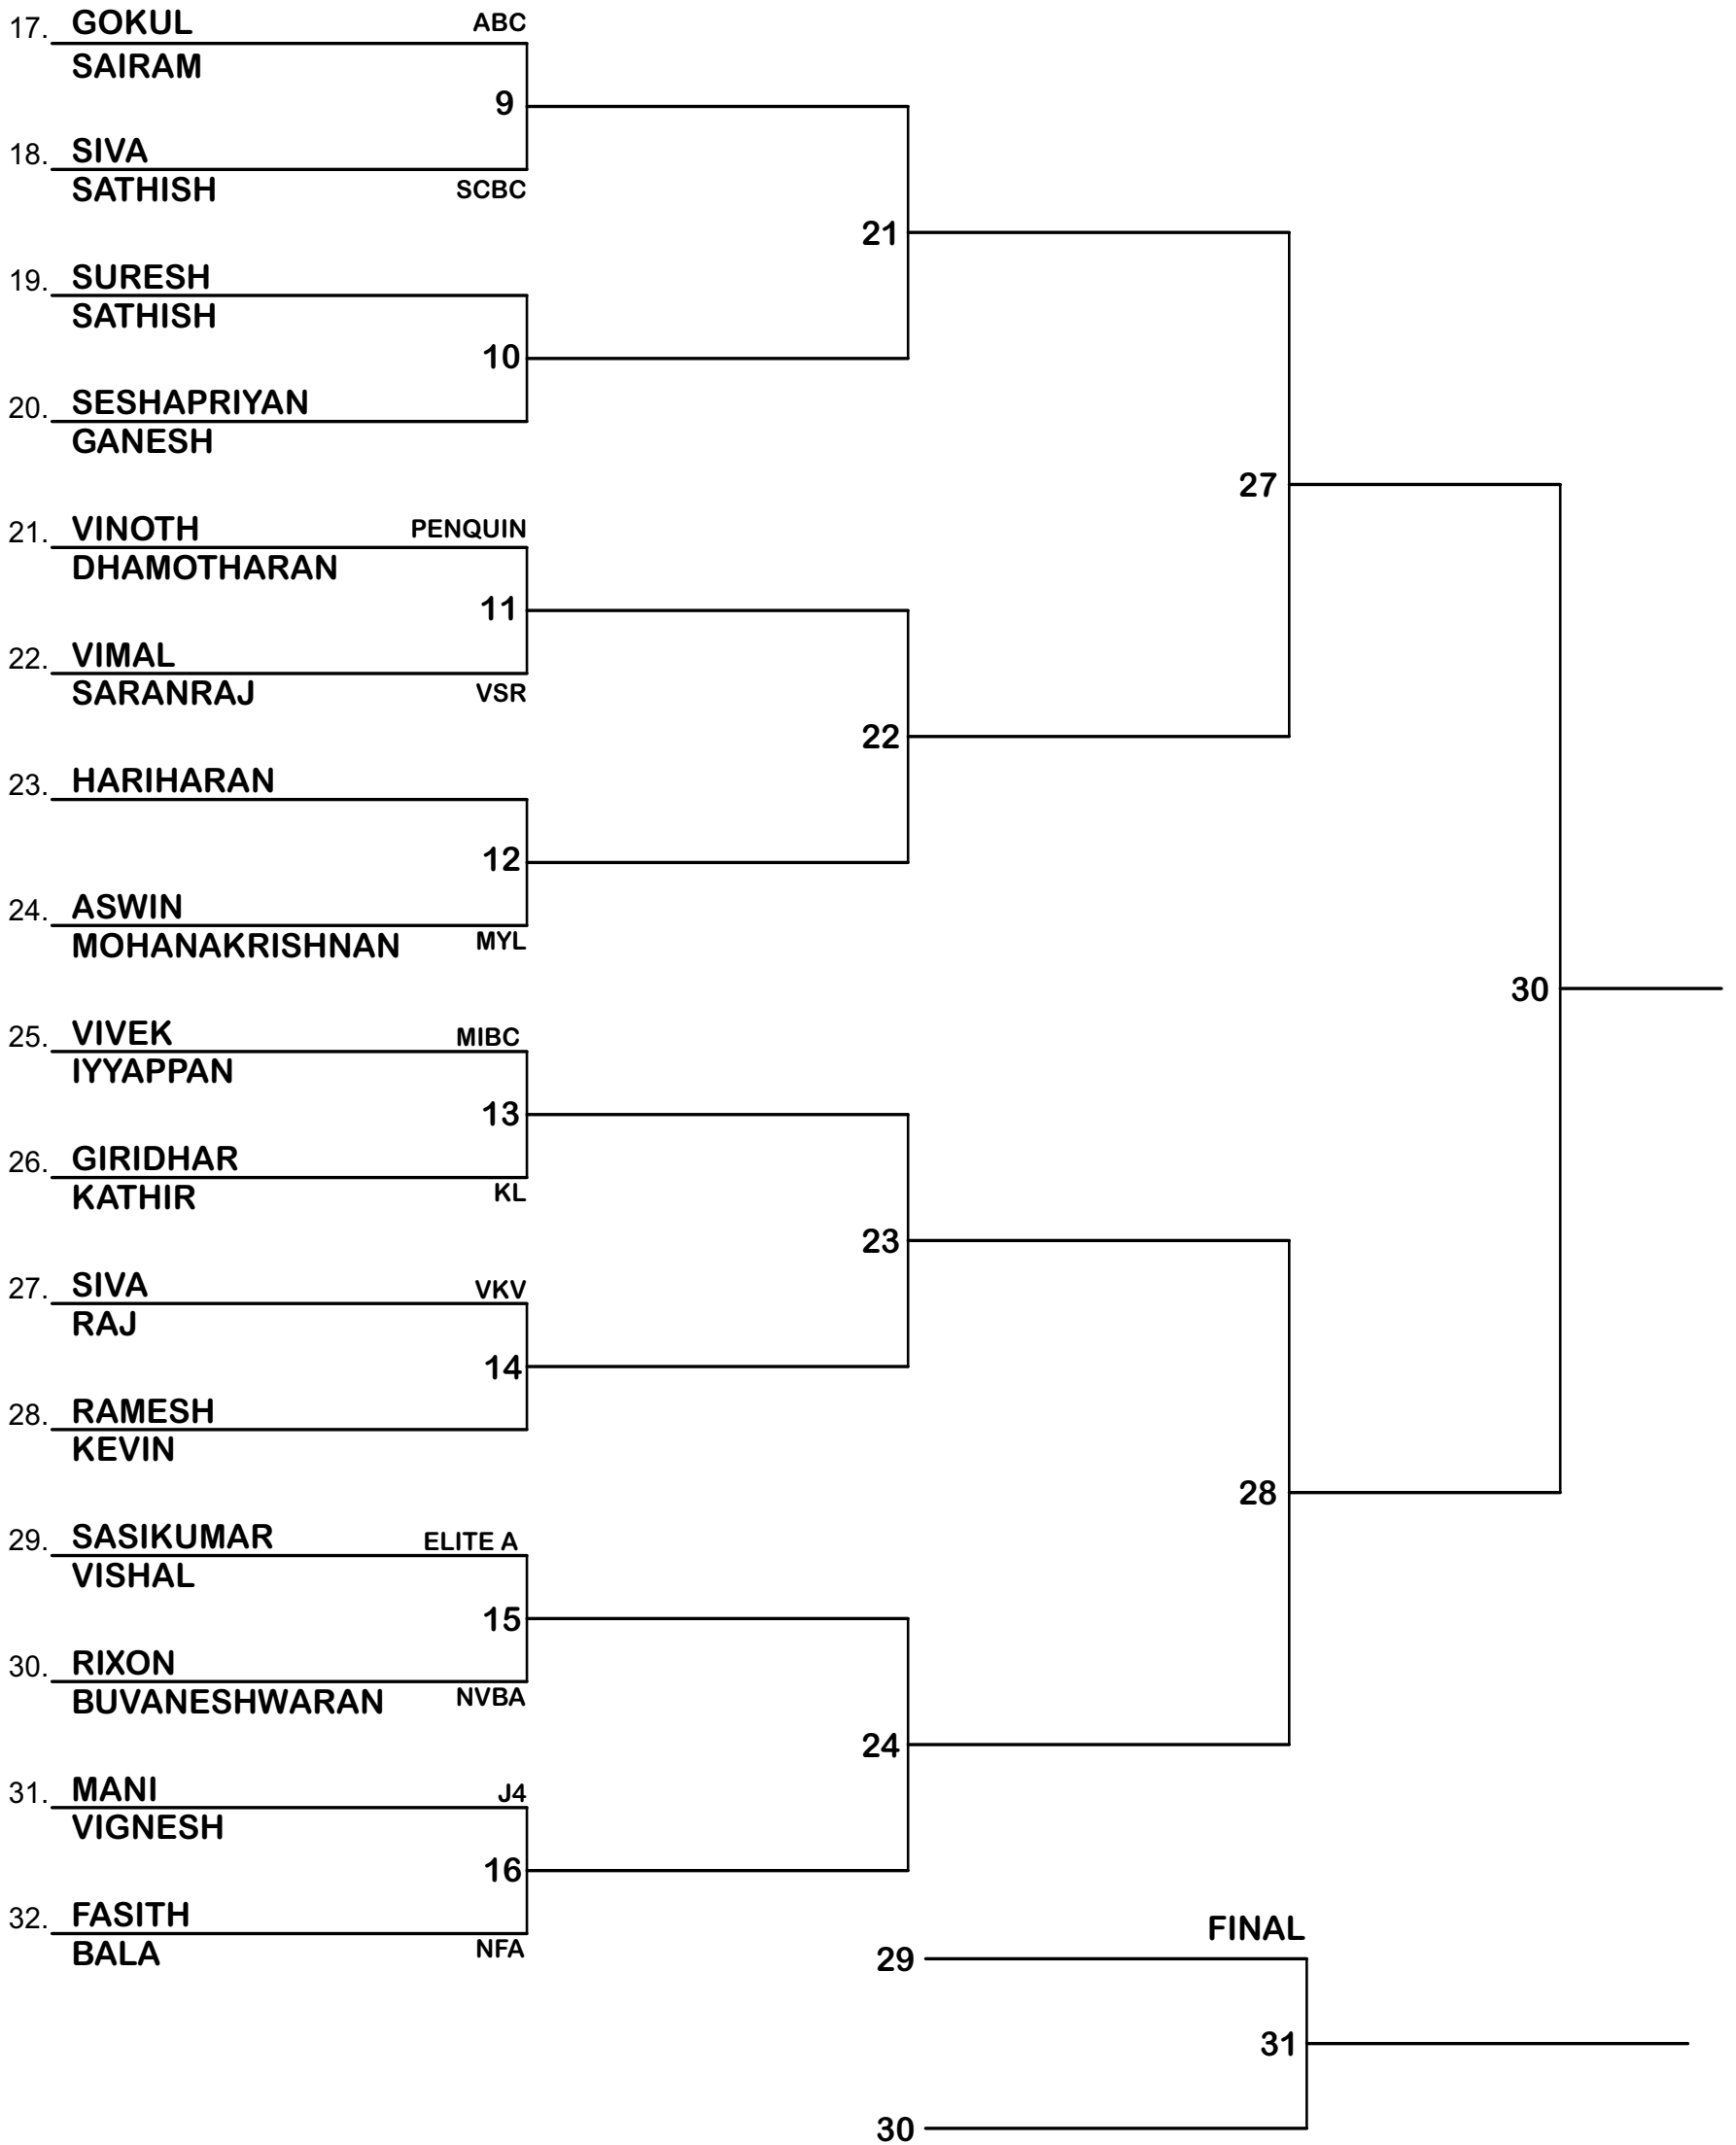 17. GOKUL ABC
SAIRAM
9
18. SIVA
SATHISH SCBC
21
19. SURESH
SATHISH
10
20. SESHAPRIYAN
GANESH
27
21. VINOTH PENQUIN
DHAMOTHARAN
11
22. VIMAL
SARANRAJ VSR
22
23. HARIHARAN
12
24. ASWIN
MOHANAKRISHNAN MYL
30
25. VIVEK MIBC
IYYAPPAN
13
26. GIRIDHAR
KATHIR KL
23
27. SIVA VKV
RAJ
14
28. RAMESH
KEVIN
28
29. SASIKUMAR ELITE A
VISHAL
15
30. RIXON
BUVANESHWARAN NVBA
24
31. MANI J4
VIGNESH
16
32. FASITH
BALA NFA
FINAL
29
31
30